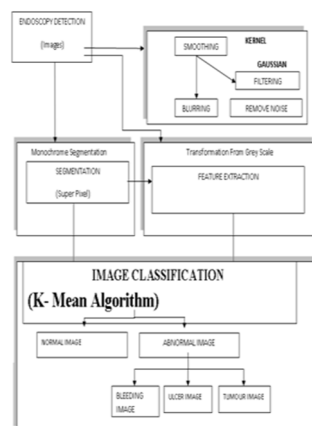 ENDOSCOPY DETECTION
(Images)
SMOOTHING
KERNEL
GAUSSIAN
FILTERING
BLURRING
REMOVE NOISE
Monochrome Segmentation
SEGMENTATION
(Super Pixel)
Transformation From Grey Scale
FEATURE EXTRACTION
IMAGE CLASSIFICATION
(K- Mean Algorithm)
NORMAL IMAGE
ABNORMAL IMAGE
BLEEDING
IMAGE
ULCER IMAGE
TUMOUR IMAGE